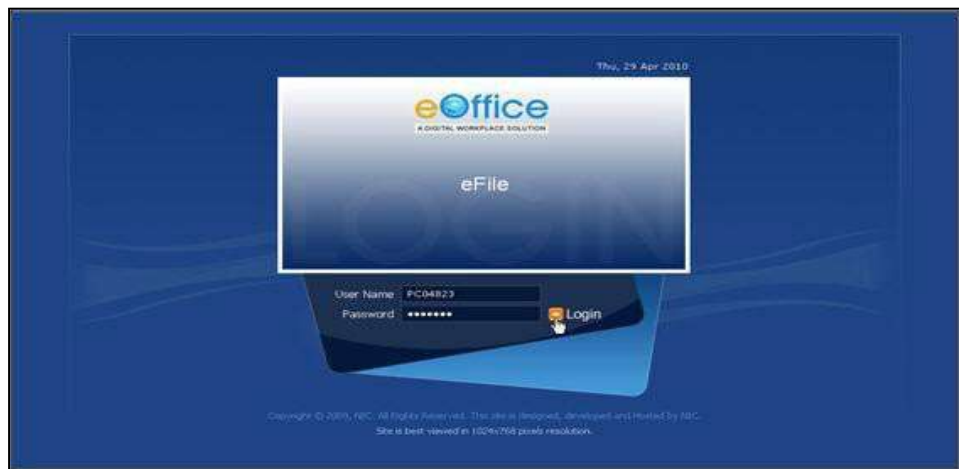 Thu, 29 Apr 2010
eOffice
A DIGITAL WORKPLACE SOLUTION
eFile
LOGIN
User Name PC04823
Password •••••••
Login
Copyright © 2009, NIC. All Rights Reserved. This site is designed, developed and Hosted by NIC.
Site is best viewed in 1024x768 pixels resolution.